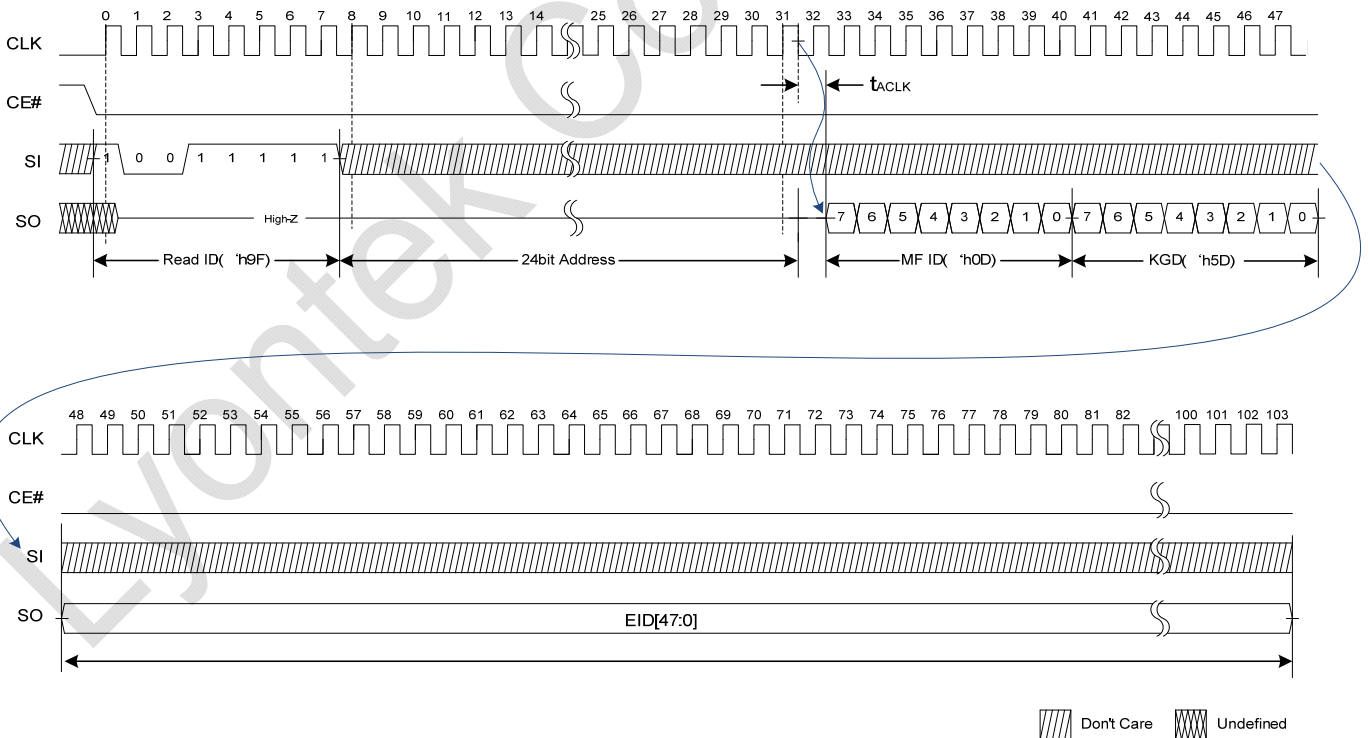 0 1 2 3 4 5 6 7 8 9 10 11 12 13 14 25 26 27 28 29 30 31 32 33 34 35 36 37 38 39 40 41 42 43 44 45 46 47
CLK
CE#
tACLK
SI 1 0 0 1 1 1 1 1
SO High-Z 7 6 5 4 3 2 1 0 7 6 5 4 3 2 1 0
Read ID( ‘h9F) 24bit Address MF ID( ‘h0D) KGD( ‘h5D)
48 49 50 51 52 53 54 55 56 57 58 59 60 61 62 63 64 65 66 67 68 69 70 71 72 73 74 75 76 77 78 79 80 81 82 100 101 102 103
CLK
CE#
SI
SO EID[47:0]
Don't Care Undefined
Lyontek Co